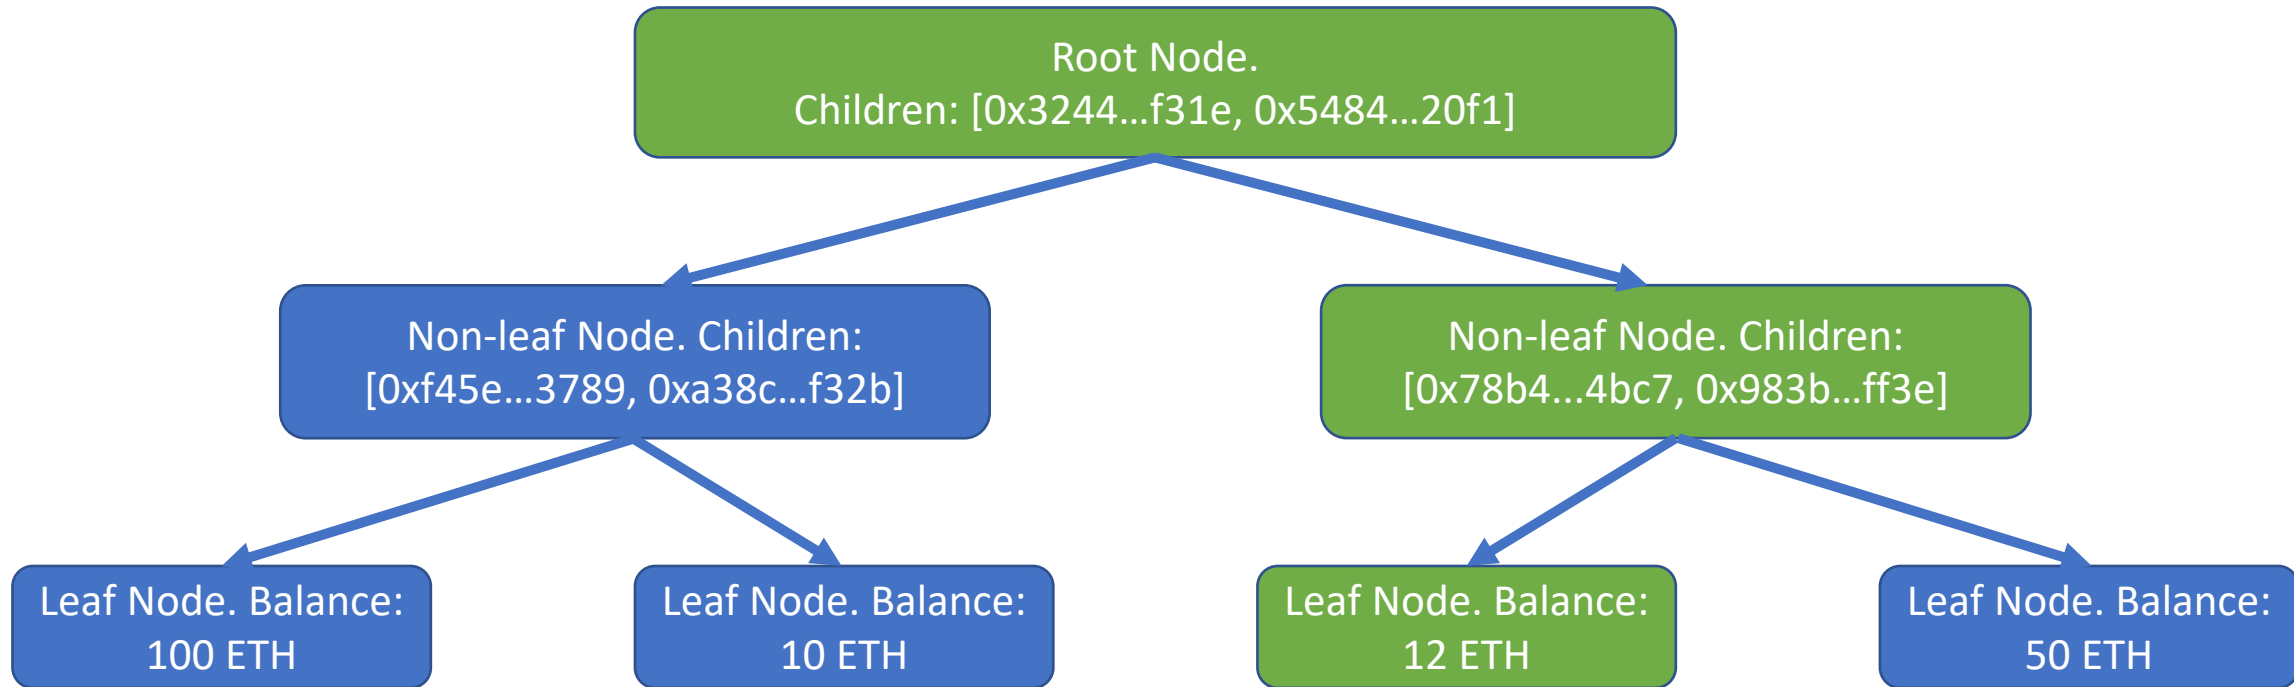 Root Node.
Children: [0x3244…f31e, 0x5484…20f1]
Non-leaf Node. Children:
[0xf45e…3789, 0xa38c…f32b]
Non-leaf Node. Children:
[0x78b4...4bc7, 0x983b…ff3e]
Leaf Node. Balance:
100 ETH
Leaf Node. Balance:
10 ETH
Leaf Node. Balance:
12 ETH
Leaf Node. Balance:
50 ETH